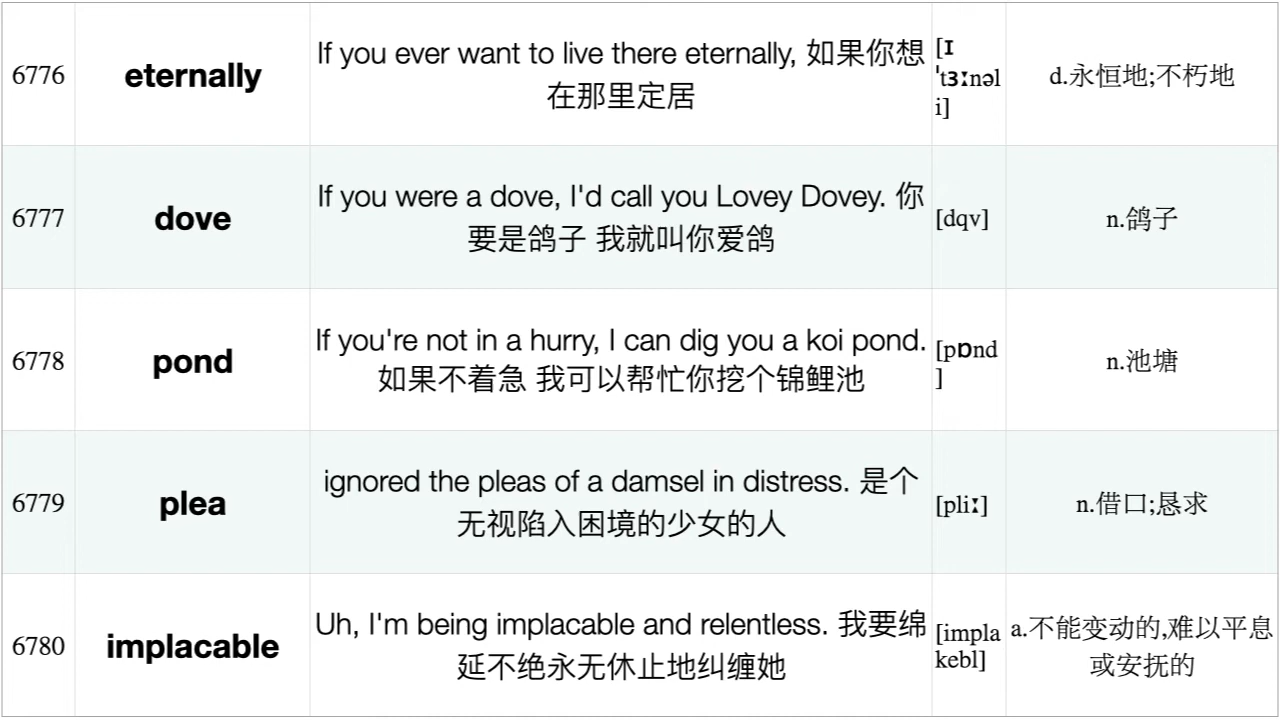 6776
eternally
If you ever want to live there eternally, 如果你想
在那里定居
[ɪ
ˈtɜːnəl
i]
d.永恒地;不朽地
6777
dove
If you were a dove, I'd call you Lovey Dovey. 你
要是鸽子 我就叫你爱鸽
[dqv]
n.鸽子
6778
pond
If you're not in a hurry, I can dig you a koi pond.
如果不着急 我可以帮忙你挖个锦鲤池
[pɒnd
]
n.池塘
6779
plea
ignored the pleas of a damsel in distress. 是个
无视陷入困境的少女的人
[pliː]
n.借口;恳求
6780
implacable
Uh, I'm being implacable and relentless. 我要绵
延不绝永无休止地纠缠她
[impla
kebl]
a.不能变动的,难以平息
或安抚的